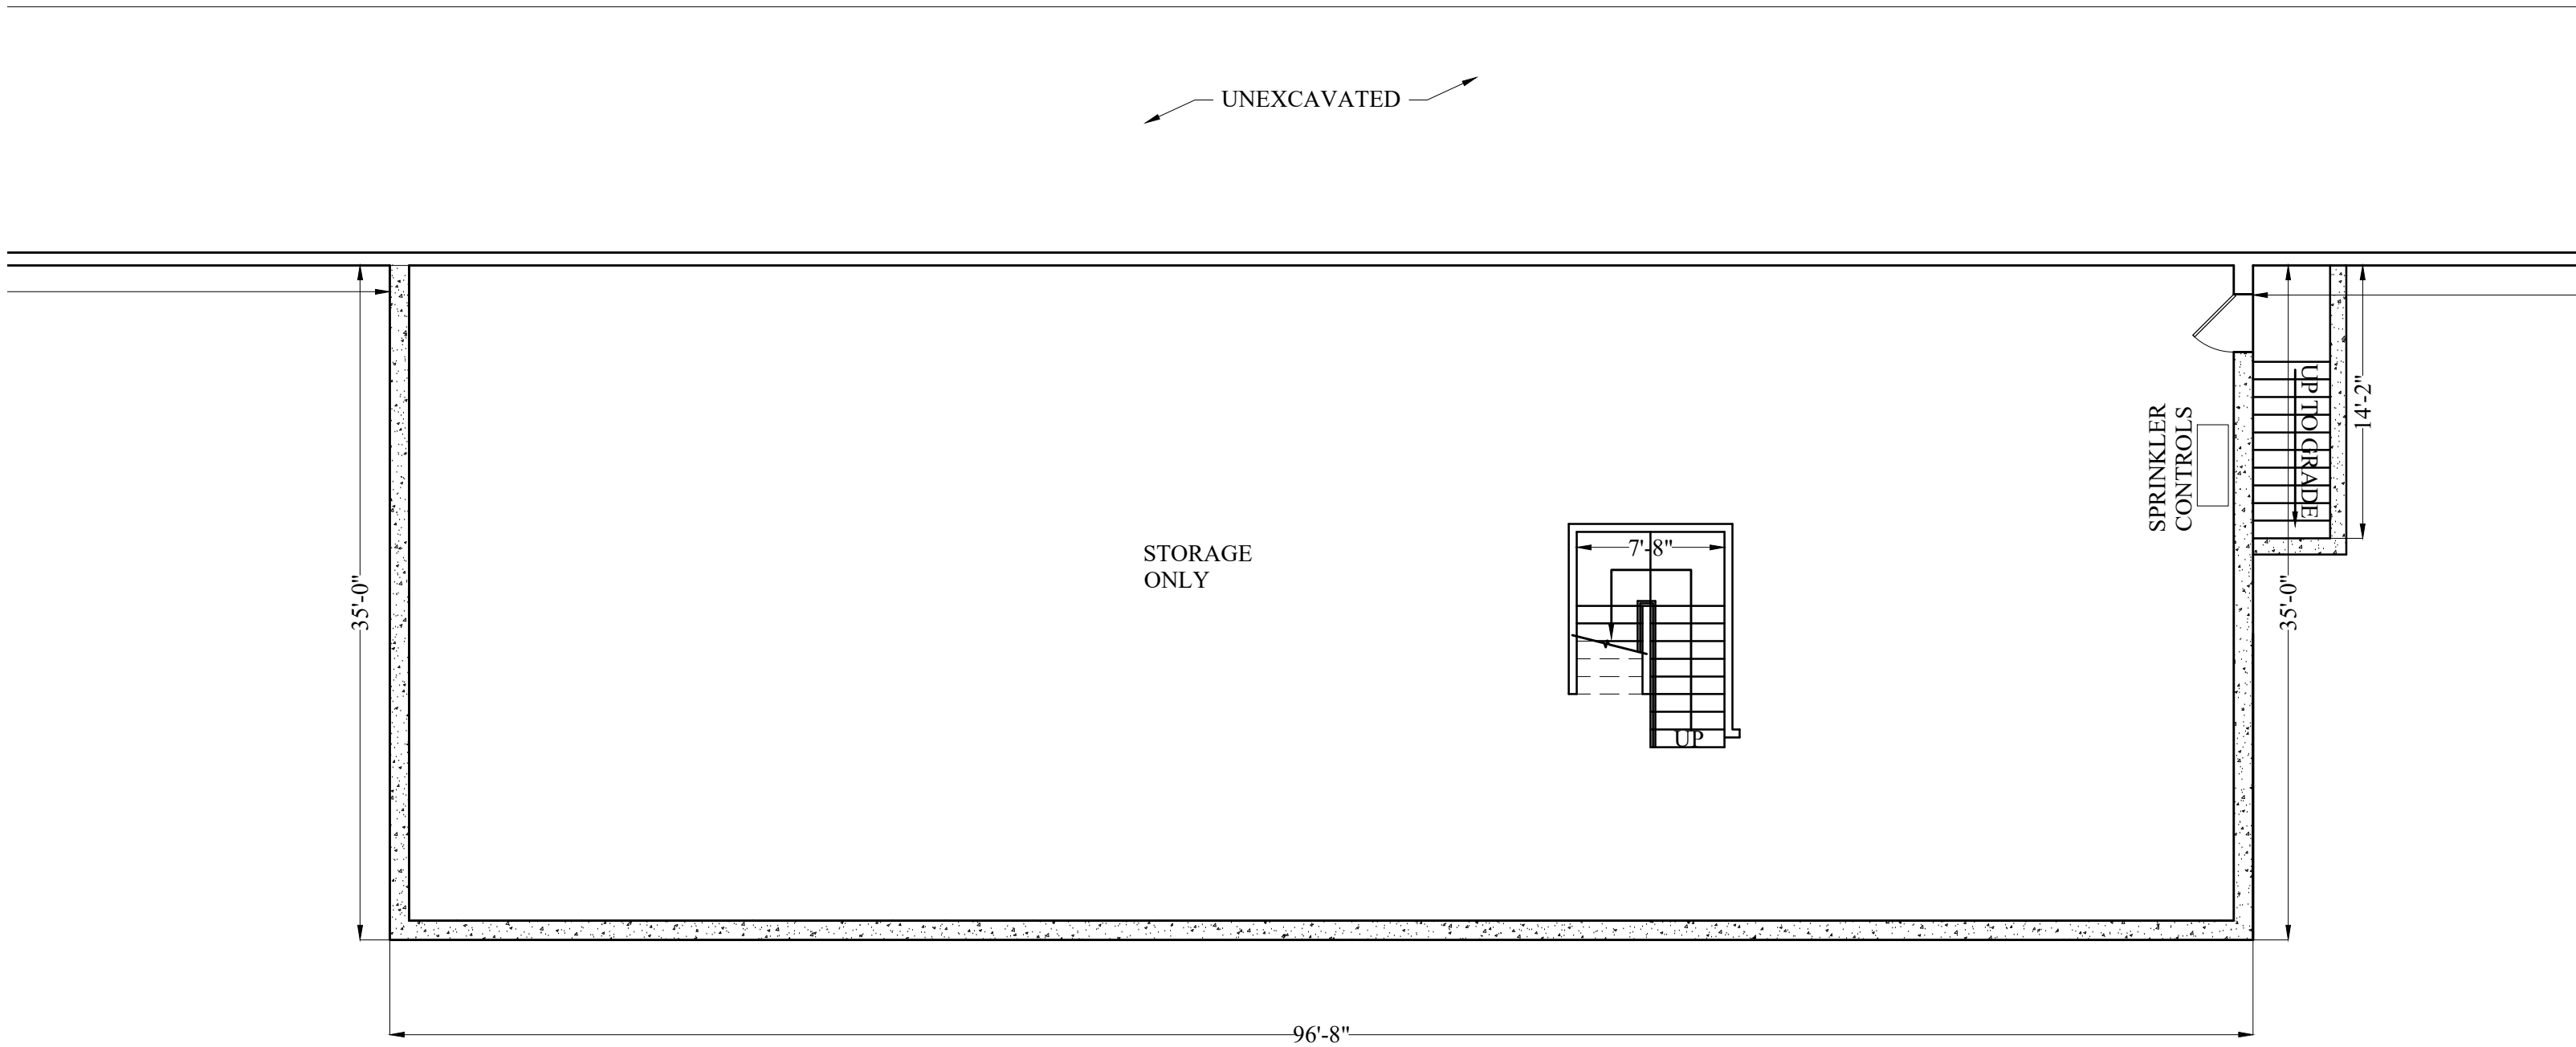 UNEXCAVATED
UP TO GRADE
14'-2"
SPRINKLER
CONTROLS
STORAGE
ONLY
7'-8"
35'-0"
35'-0"
UP
96'-8"